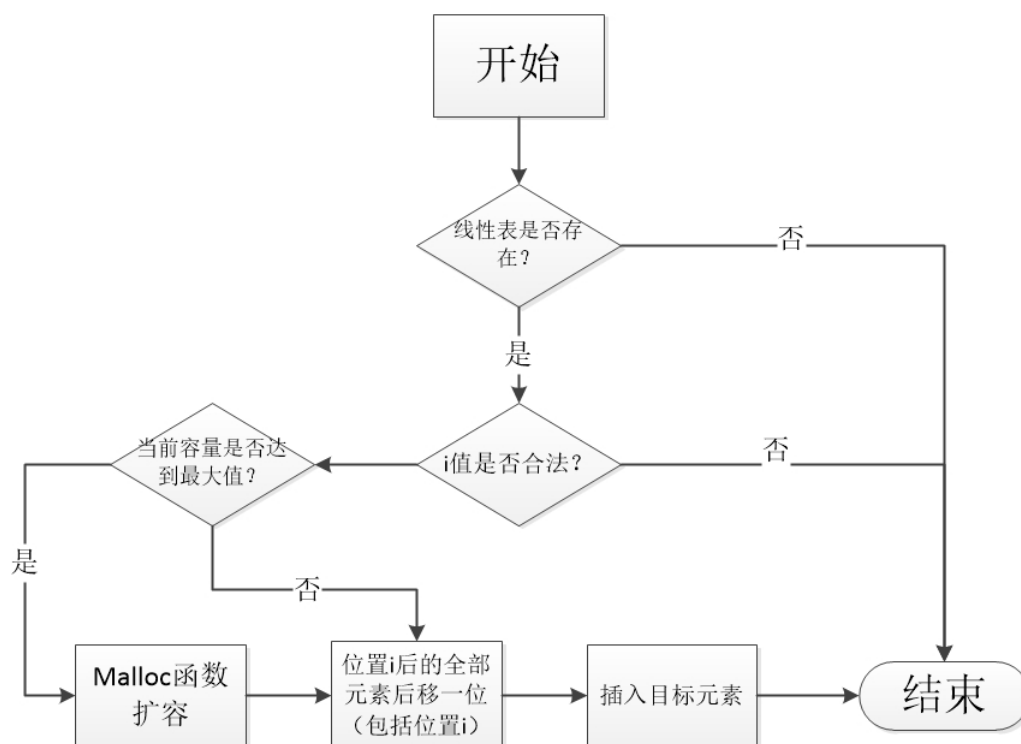 开始
线性表是否存
在？
否
是
当前容量是否达
到最大值？
i值是否合法？
否
是
否
Malloc函数
扩容
位置i后的全部
元素后移一位
（包括位置i）
插入目标元素
结束